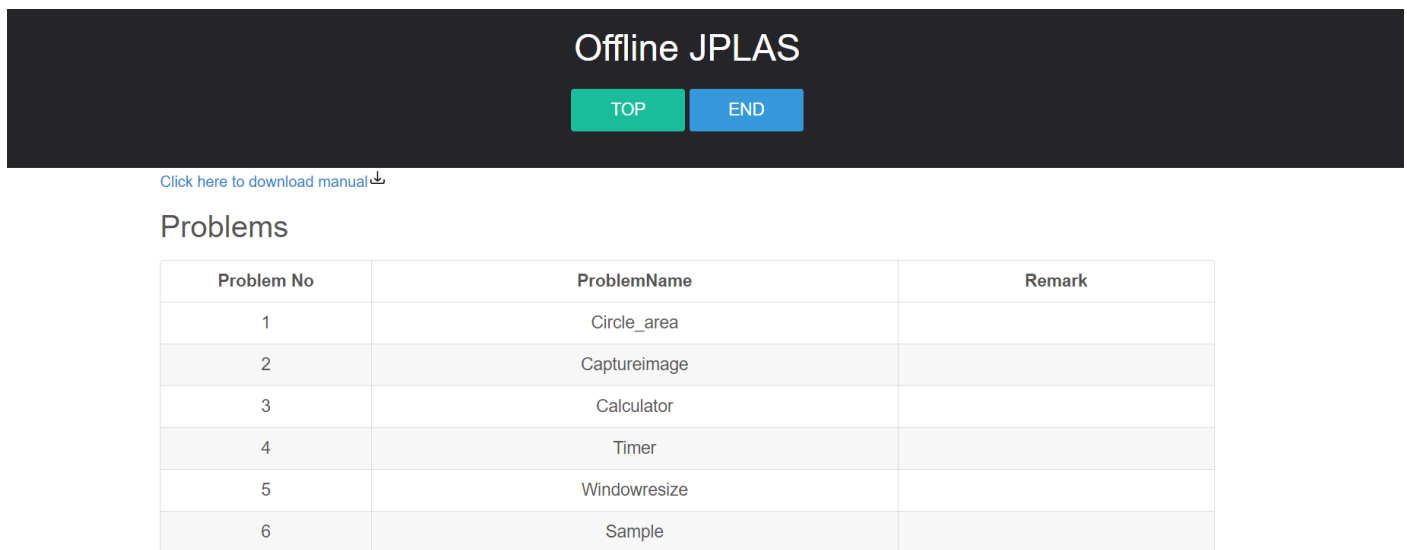 Offline JPLAS
TOP END
Click here to download manual
Problems
Problem No ProblemName Remark
1 Circle_area
2 Captureimage
3 Calculator
4 Timer
5 Windowresize
6 Sample